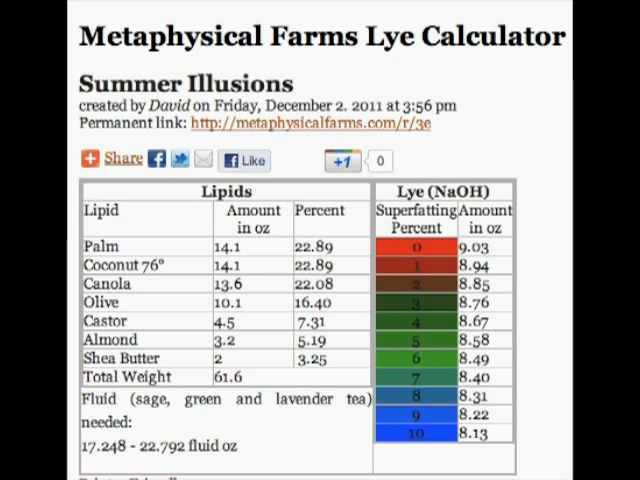 Metaphysical Farms Lye Calculator
Summer Illusions
created by David on Friday, December 2. 2011 at 3:56 pm
Permanent link: http://metaphysicalfarms.com/r/3e
Share Like +1 0
Lipids
Lipid Amount in oz Percent
Palm 14.1 22.89
Coconut 76° 14.1 22.89
Canola 13.6 22.08
Olive 10.1 16.40
Castor 4.5 7.31
Almond 3.2 5.19
Shea Butter 2 3.25
Total Weight 61.6
Fluid (sage, green and lavender tea)
needed:
17.248 - 22.792 fluid oz
Lye (NaOH)
Superfatting Percent Amount in oz
0 9.03
1 8.94
2 8.85
3 8.76
4 8.67
5 8.58
6 8.49
7 8.40
8 8.31
9 8.22
10 8.13